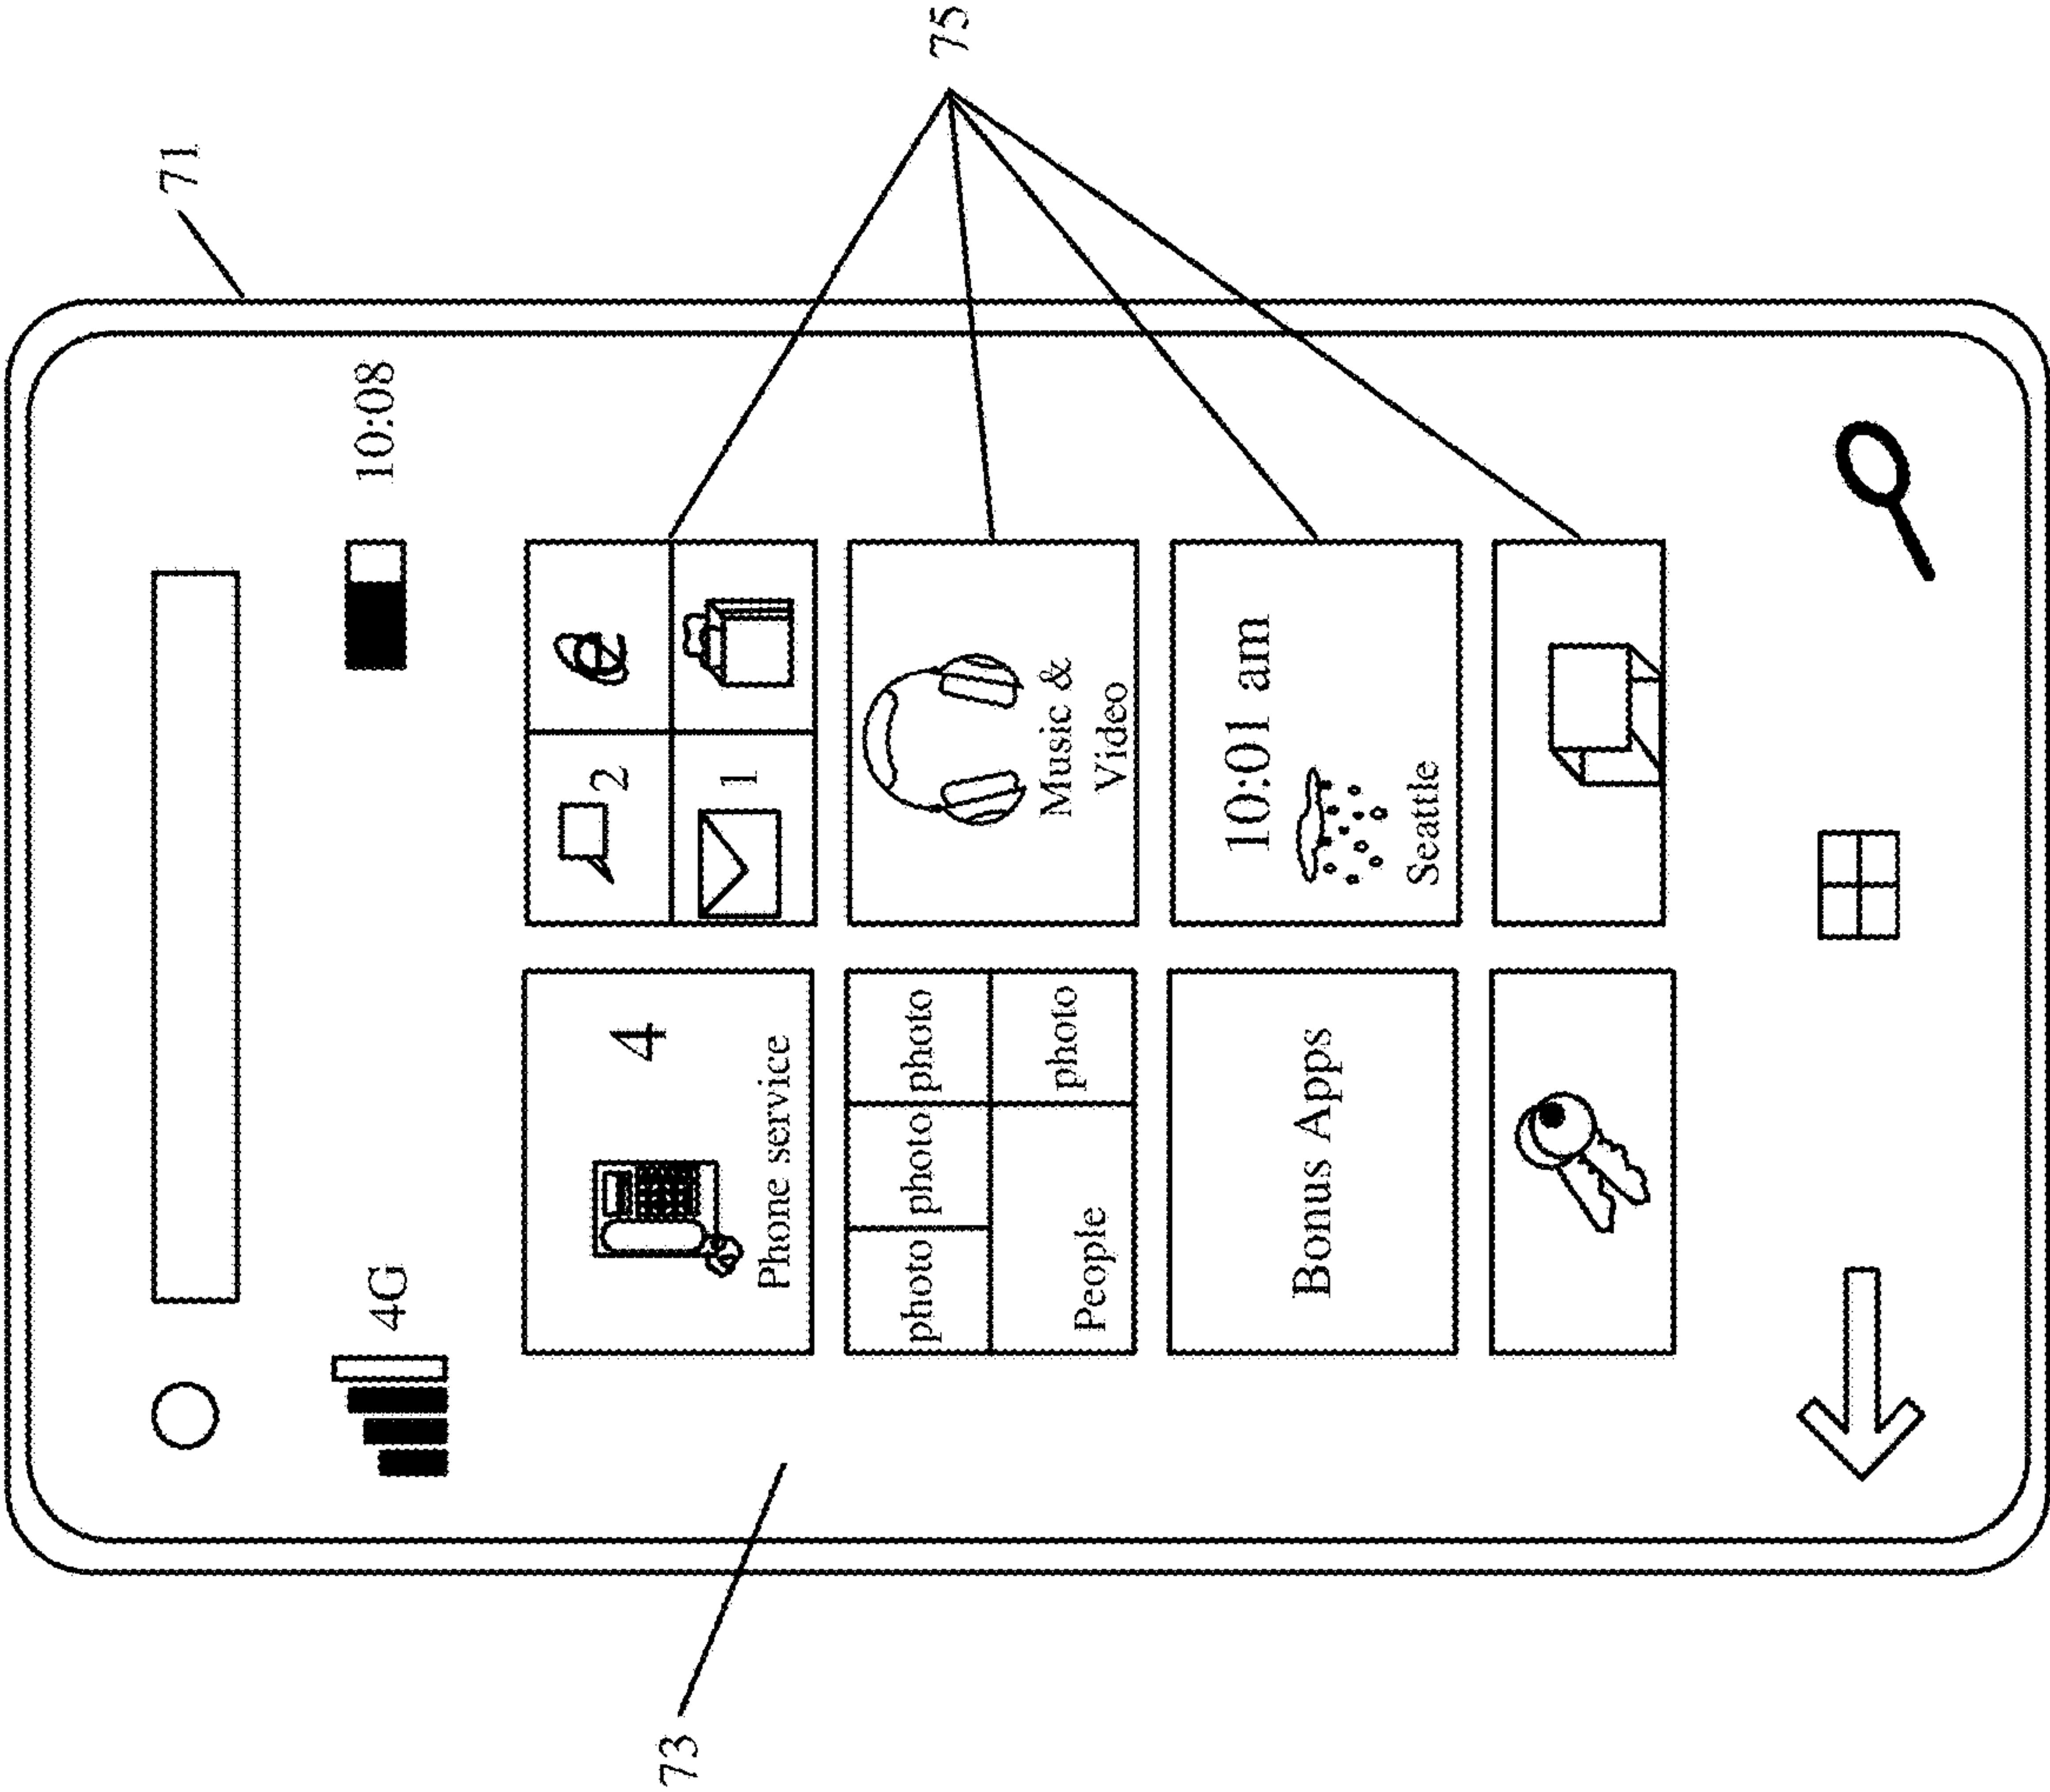 71
4G
10:08
4
Phone service
2
1
75
photo
photo
photo
People
photo
Music &
Video
Bonus Apps
10:01 am
Seattle
73